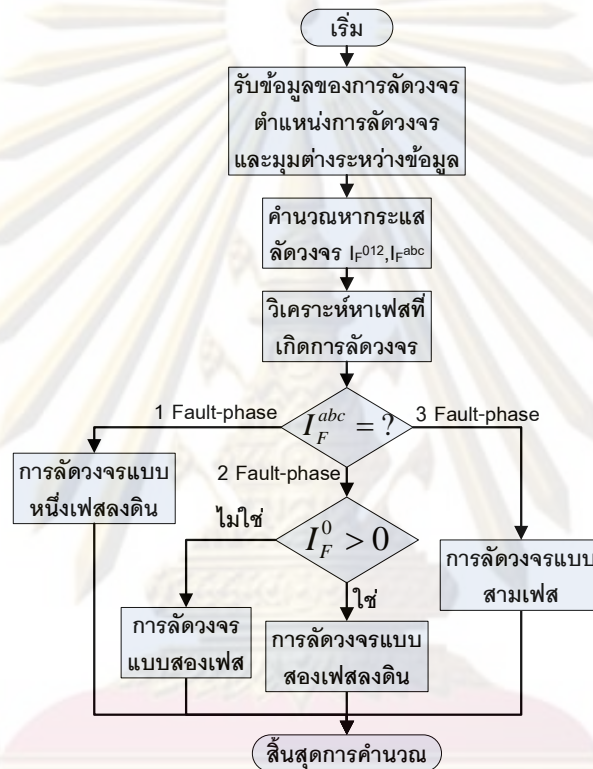 เริ่ม
รับข้อมูลของการลัดวงจร
ตำแหน่งการลัดวงจร
และมุมต่างระหว่างข้อมูล
คำนวณหากระแส
ลัดวงจร I_F^012, I_F^abc
วิเคราะห์หาเฟสที่
เกิดการลัดวงจร
1 Fault-phase
I_F^abc = ?
3 Fault-phase
การลัดวงจรแบบ
หนึ่งเฟสลงดิน
2 Fault-phase
ไม่ใช่
I_F^0 > 0
การลัดวงจรแบบ
สามเฟส
ใช่
การลัดวงจร
แบบสองเฟส
การลัดวงจรแบบ
สองเฟสลงดิน
สิ้นสุดการคำนวณ